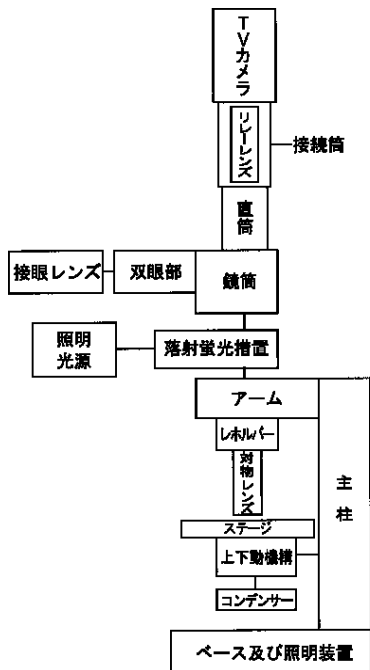 TVカメラ
リレーレンズ
接続筒
直筒
接眼レンズ
双眼部
鏡筒
照明
光源
落射蛍光措置
アーム
レホルバー
対物レンズ
主柱
ステージ
上下動機構
コンデンサー
ベース及び照明装置